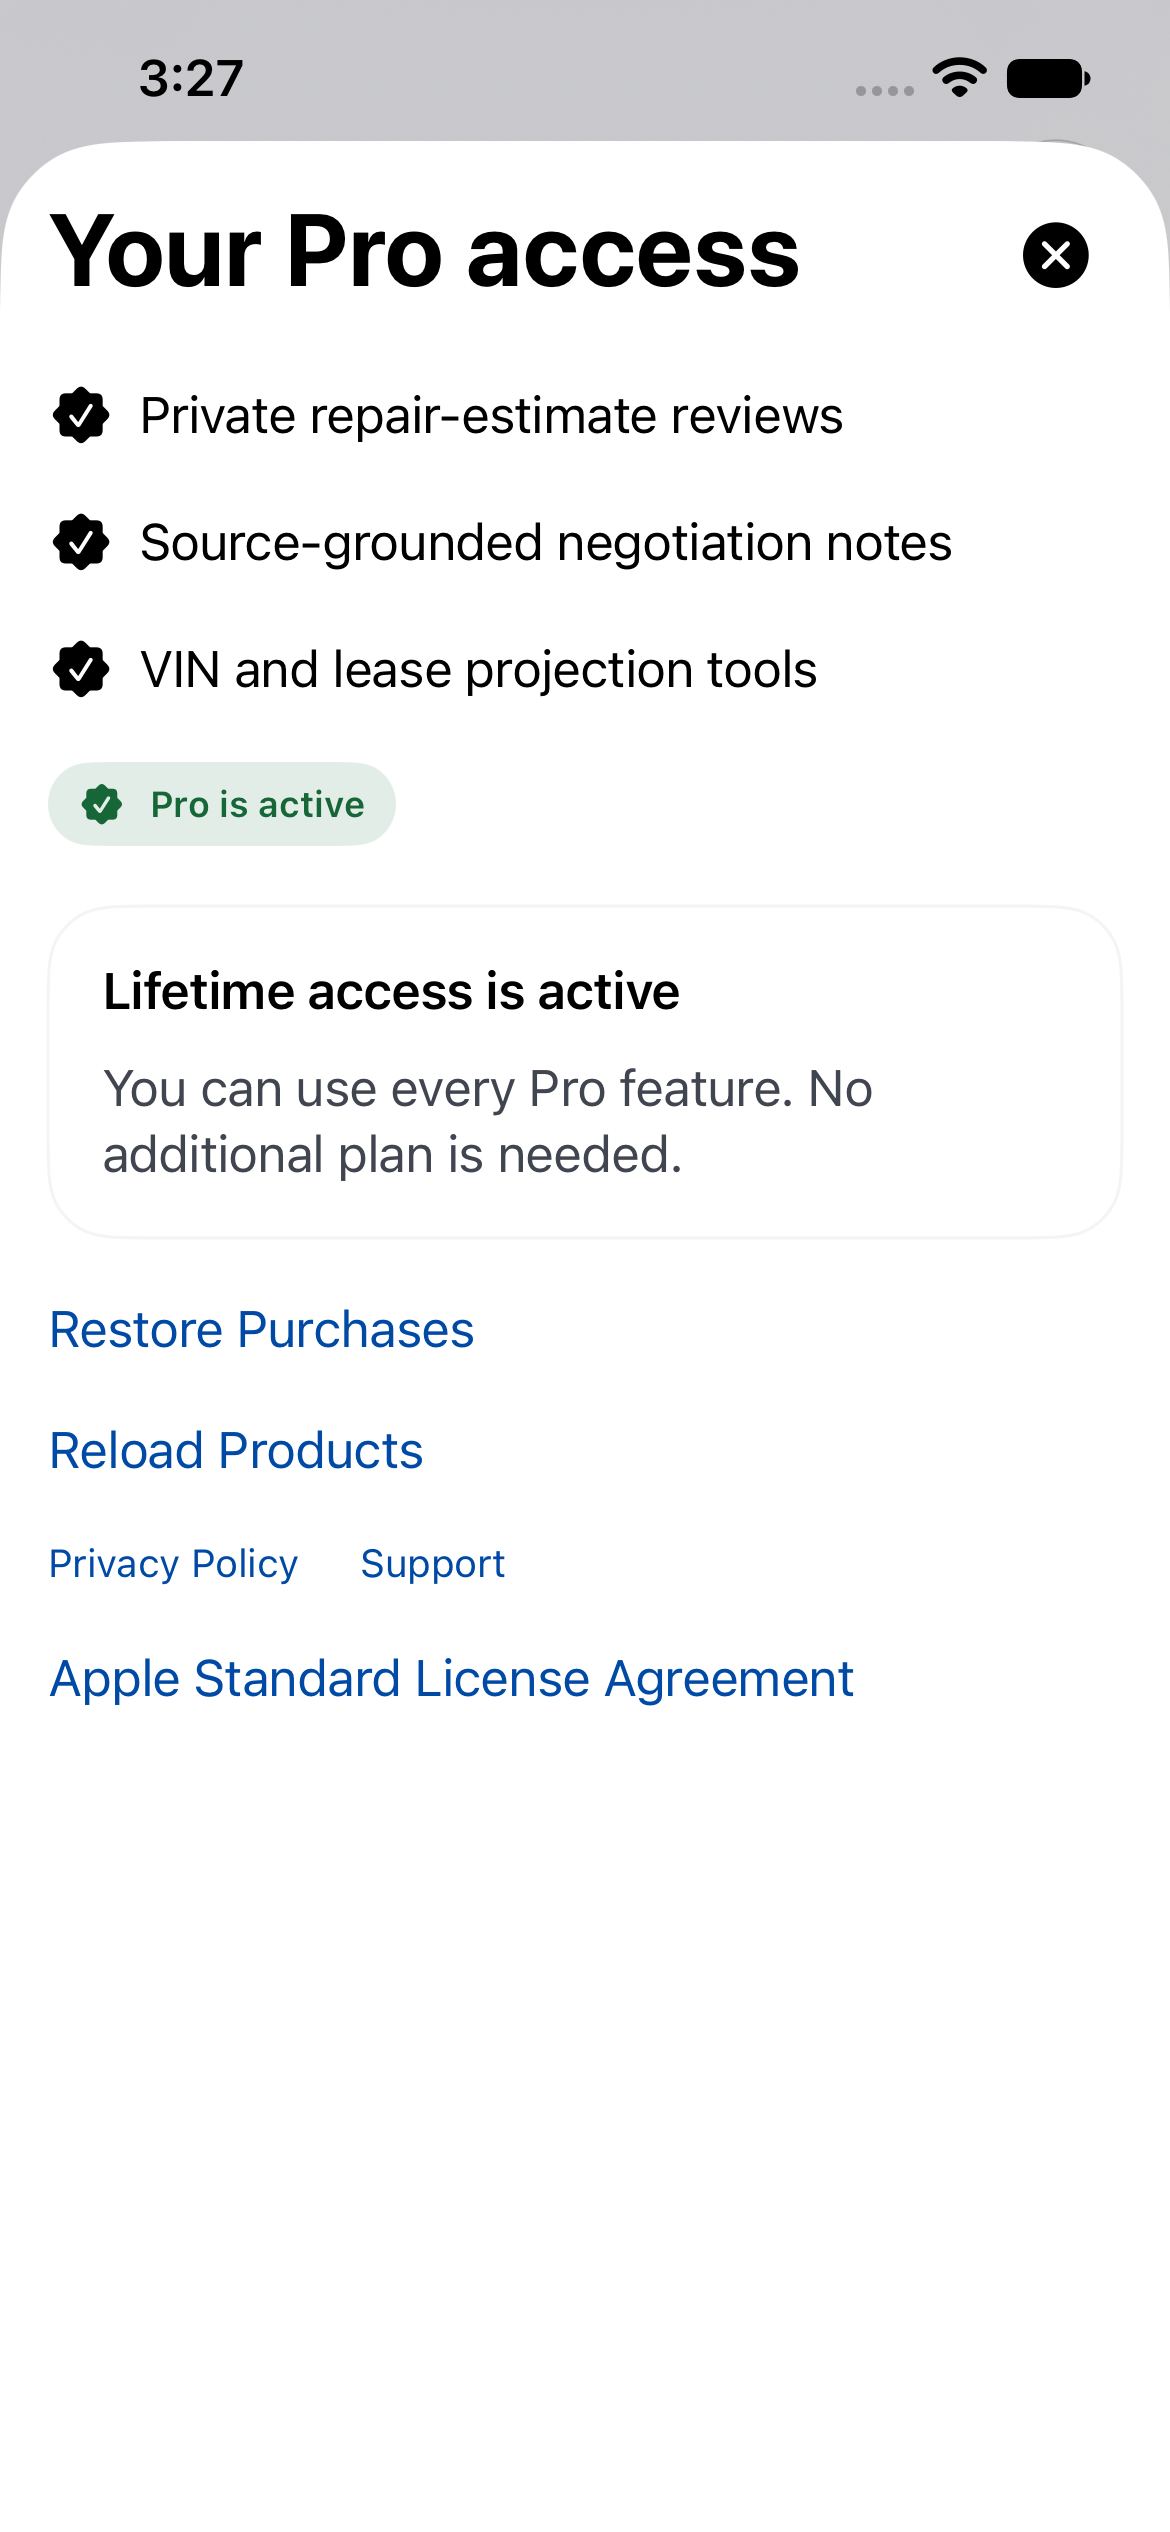 3:27
Your Pro access
Private repair-estimate reviews
Source-grounded negotiation notes
VIN and lease projection tools
Pro is active
Lifetime access is active
You can use every Pro feature. No
additional plan is needed.
Restore Purchases
Reload Products
Privacy Policy Support
Apple Standard License Agreement